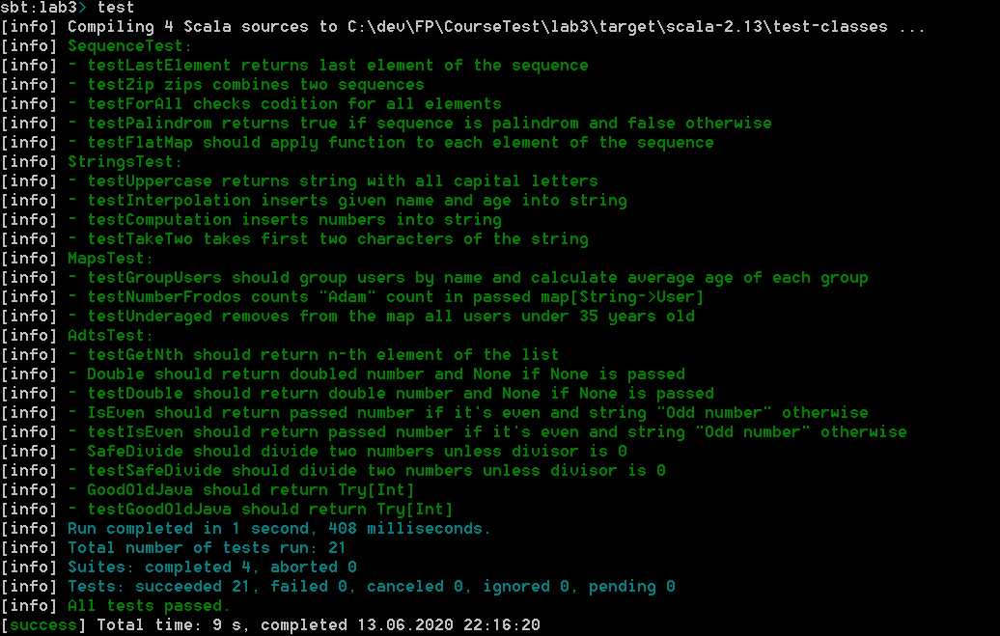 sbt:lab3> test
[info] Compiling 4 Scala sources to C:\dev\FP\CourseTest\lab3\target\scala-2.13\test-classes ...
[info] SequenceTest:
[info] - testLastElement returns last element of the sequence
[info] - testZip zips combines two sequences
[info] - testForAll checks codition for all elements
[info] - testPalindrom returns true if sequence is palindrom and false otherwise
[info] - testFlatMap should apply function to each element of the sequence
[info] StringsTest:
[info] - testUppercase returns string with all capital letters
[info] - testInterpolation inserts given name and age into string
[info] - testComputation inserts numbers into string
[info] - testTakeTwo takes first two characters of the string
[info] MapsTest:
[info] - testGroupUsers should group users by name and calculate average age of each group
[info] - testNumberFrodos counts "Adam" count in passed map[String->User]
[info] - testUnderaged removes from the map all users under 35 years old
[info] AdtsTest:
[info] - testGetNth should return n-th element of the list
[info] - Double should return doubled number and None if None is passed
[info] - testDouble should return double number and None if None is passed
[info] - IsEven should return passed number if it's even and string "Odd number" otherwise
[info] - testIsEven should return passed number if it's even and string "Odd number" otherwise
[info] - SafeDivide should divide two numbers unless divisor is 0
[info] - testSafeDivide should divide two numbers unless divisor is 0
[info] - GoodOldJava should return Try[Int]
[info] - testGoodOldJava should return Try[Int]
[info] Run completed in 1 second, 408 milliseconds.
[info] Total number of tests run: 21
[info] Suites: completed 4, aborted 0
[info] Tests: succeeded 21, failed 0, canceled 0, ignored 0, pending 0
[info] All tests passed.
[success] Total time: 9 s, completed 13.06.2020 22:16:20